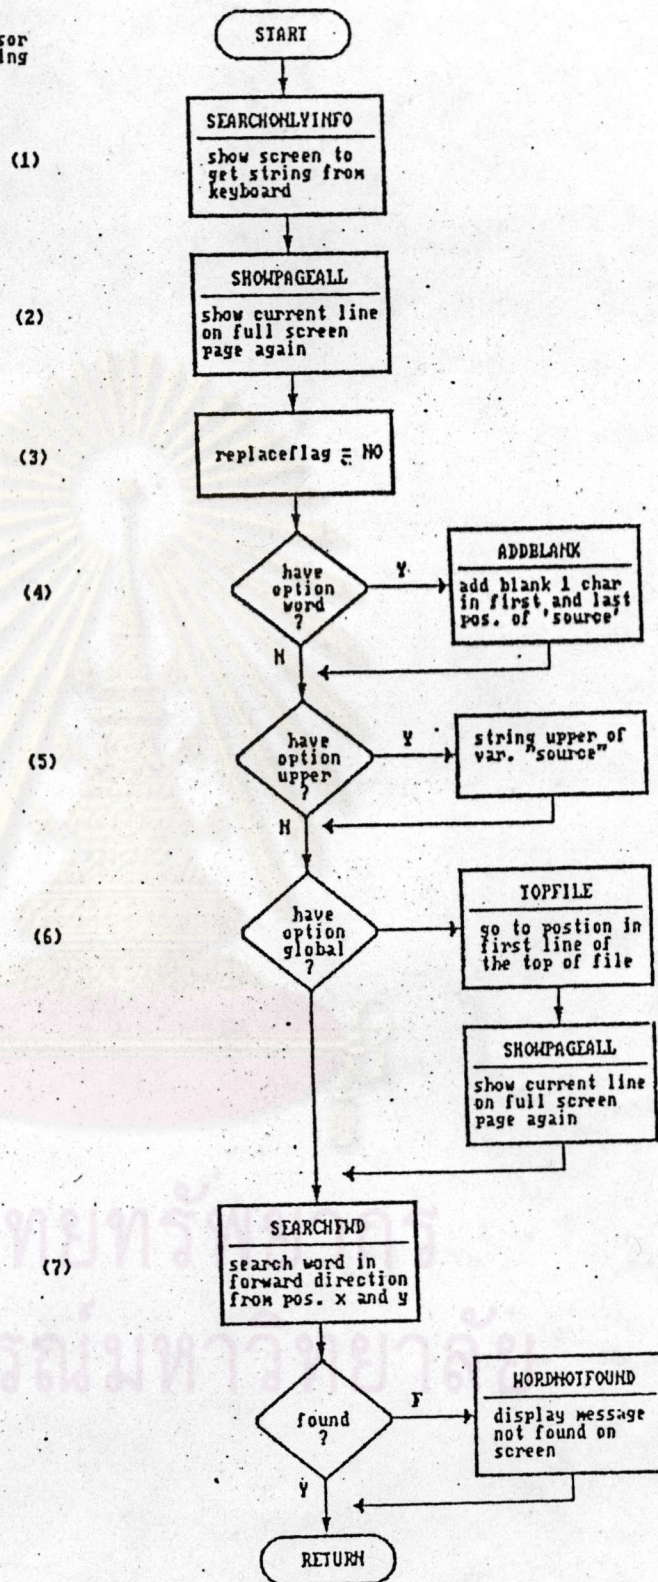 START
(1)
SEARCHONLYINFO
show screen to
get string from
keyboard
(2)
SHOWPAGEALL
show current line
on full screen
page again
(3)
replaceflag = NO
(4)
have
option
word
?
Y
N
ADDBLANK
add blank 1 char
in first and last
pos. of 'source'
(5)
have
option
upper
?
Y
N
string upper of
var. "source"
(6)
have
option
global
?
TOPFILE
go to postion in
first line of
the top of file
SHOWPAGEALL
show current line
on full screen
page again
(7)
SEARCHFWD
search word in
forward direction
from pos. x and y
found
?
F
Y
WORDNOTFOUND
display message
not found on
screen
RETURN